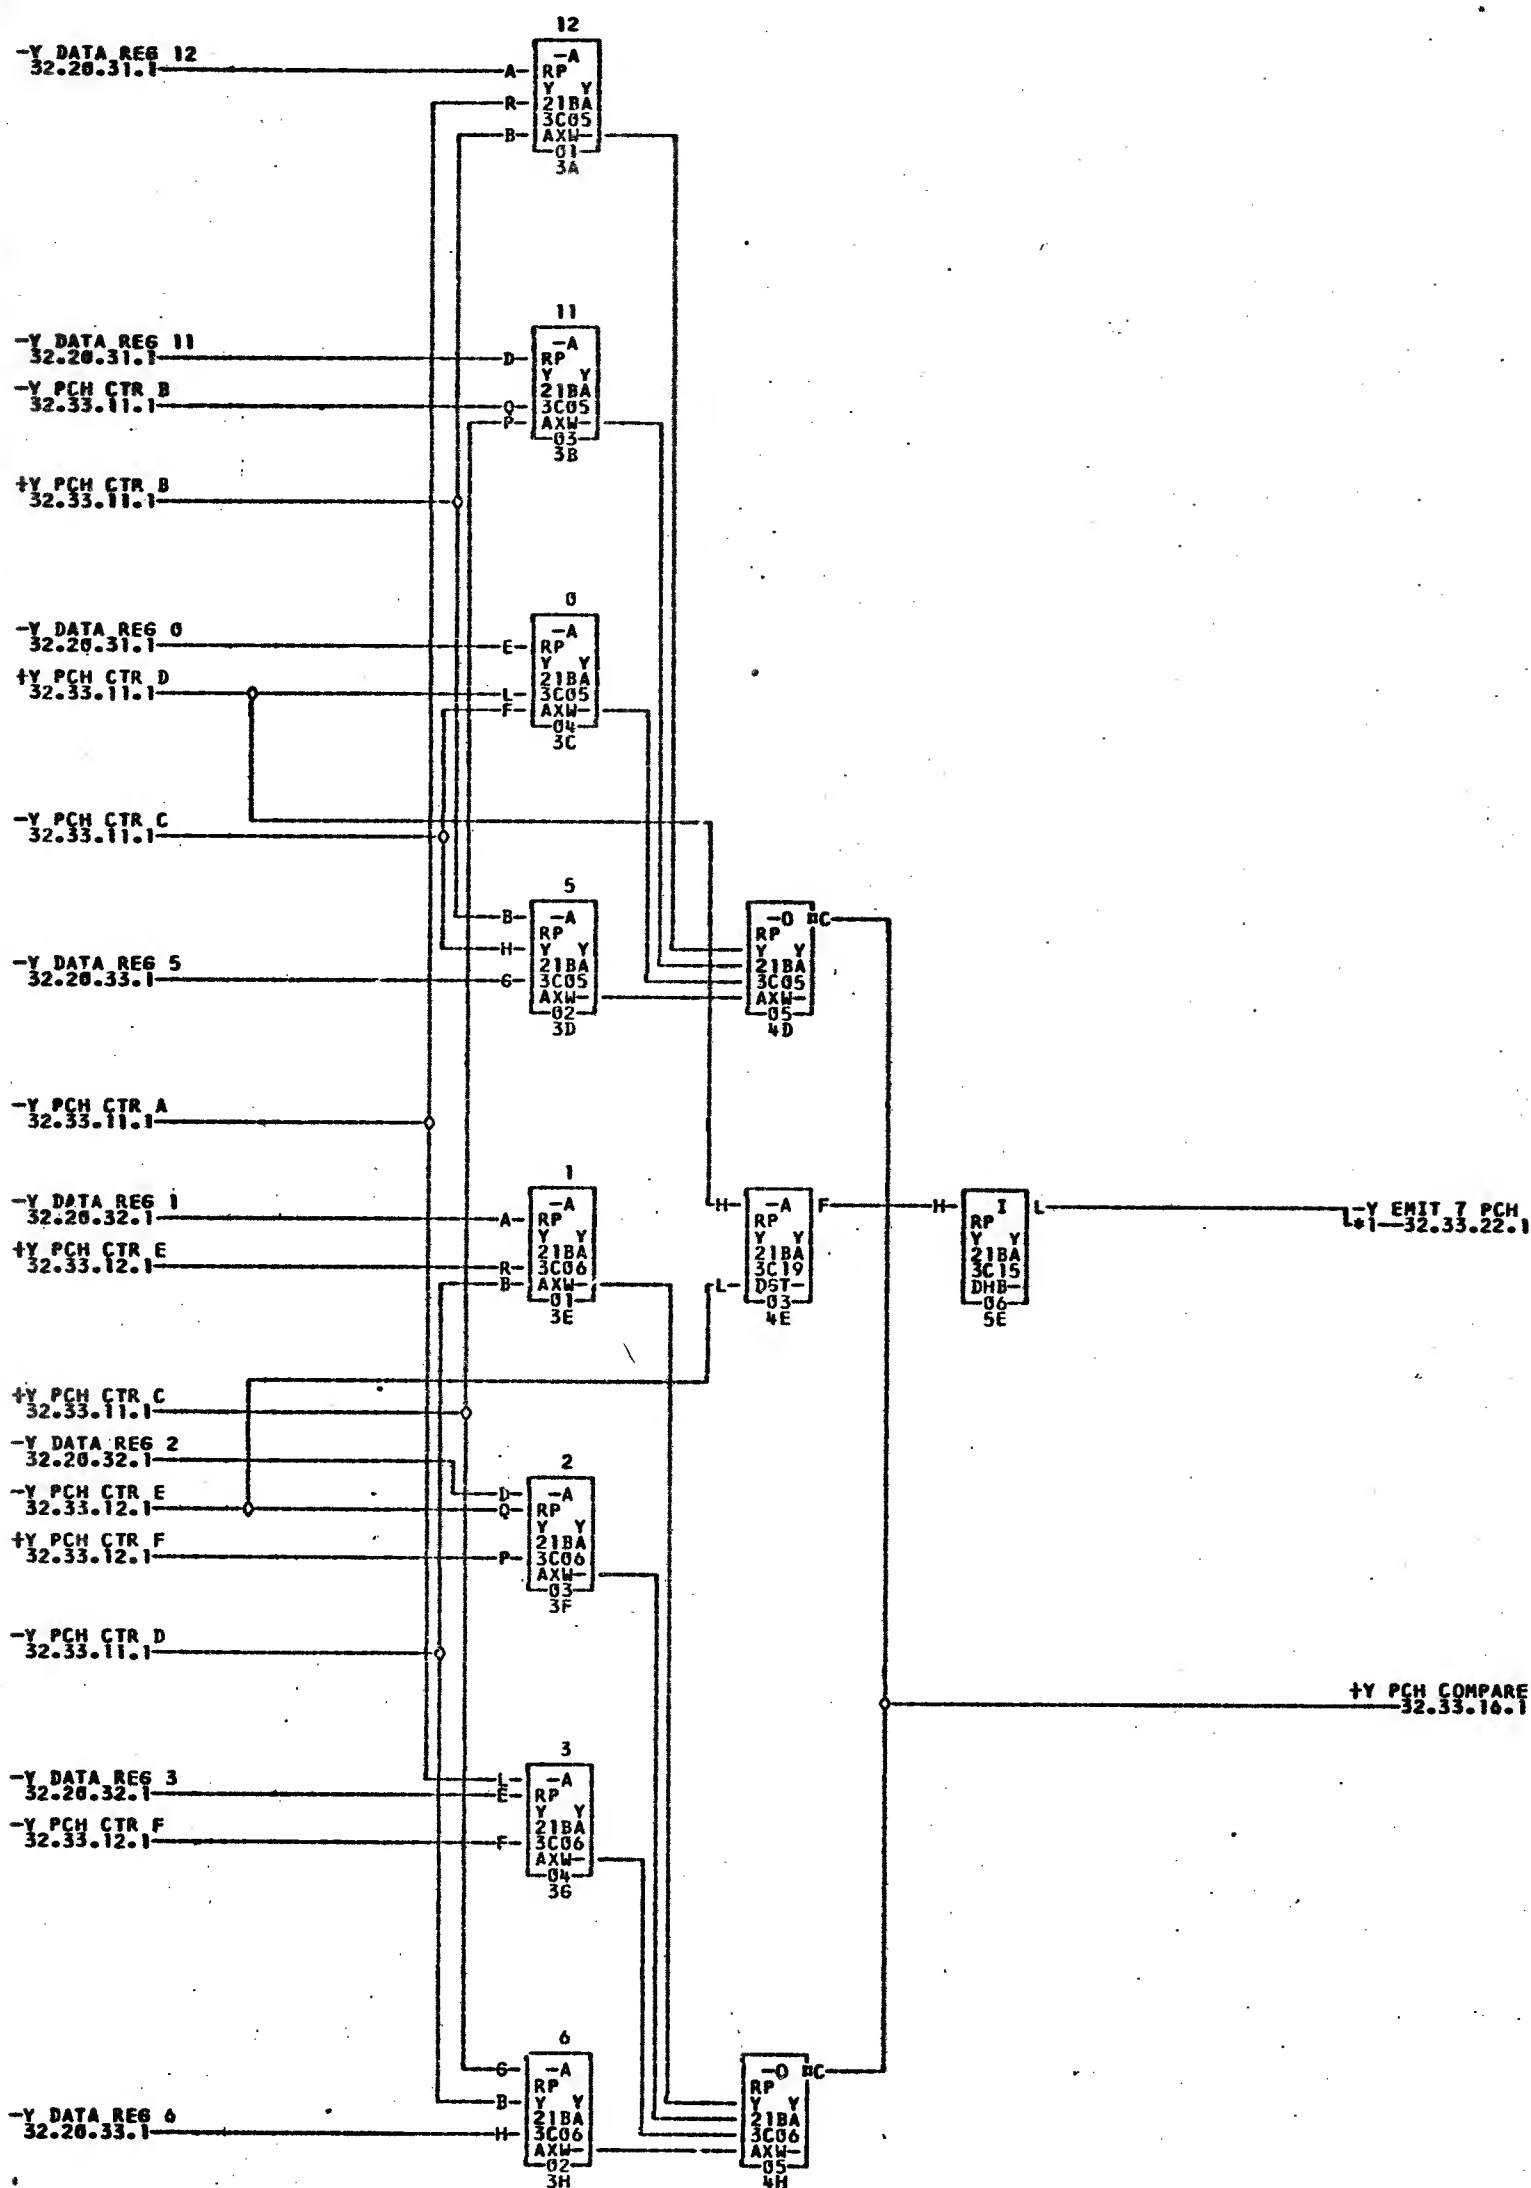 12
-Y DATA REG 12
32.20.31.1
A
R
B
-A
RP
Y Y
21BA
3C05
AXW-
01
3A
11
-Y DATA REG 11
32.20.31.1
-Y PCH CTR B
32.33.11.1
D
Q
P
-A
RP
Y Y
21BA
3C05
AXW-
03
3B
+Y PCH CTR B
32.33.11.1
0
-Y DATA REG 0
32.20.31.1
+Y PCH CTR D
32.33.11.1
E
L
F
-A
RP
Y Y
21BA
3C05
AXW-
04
3C
-Y PCH CTR C
32.33.11.1
5
-Y DATA REG 5
32.20.33.1
B
H
G
-A
RP
Y Y
21BA
3C05
AXW-
02
3D
-O
C
RP
Y Y
21BA
3C05
AXW-
05
4D
-Y PCH CTR A
32.33.11.1
1
-Y DATA REG 1
32.20.32.1
+Y PCH CTR E
32.33.12.1
A
R
B
-A
RP
Y Y
21BA
3C06
AXW-
01
3E
H
L
-A
F
RP
Y Y
21BA
3C19
DST-
03
4E
H
I
L
RP
Y Y
21BA
3C15
DHB-
06
5E
-Y EMIT 7 PCH
*1-32.33.22.1
+Y PCH CTR C
32.33.11.1
-Y DATA REG 2
32.20.32.1
-Y PCH CTR E
32.33.12.1
+Y PCH CTR F
32.33.12.1
2
D
Q
P
-A
RP
Y Y
21BA
3C06
AXW-
03
3F
-Y PCH CTR D
32.33.11.1
+Y PCH COMPARE
32.33.16.1
3
-Y DATA REG 3
32.20.32.1
-Y PCH CTR F
32.33.12.1
L
E
F
-A
RP
Y Y
21BA
3C06
AXW-
04
3G
6
-Y DATA REG 6
32.20.33.1
G
B
H
-A
RP
Y Y
21BA
3C06
AXW-
02
3H
-O
C
RP
Y Y
21BA
3C06
AXW-
05
4H